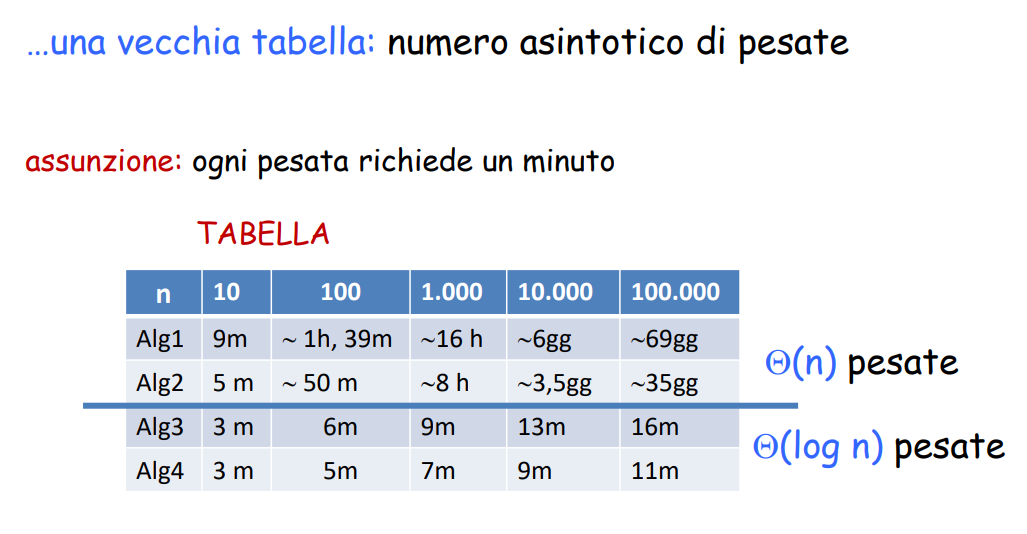 …una vecchia tabella: numero asintotico di pesate
assunzione: ogni pesata richiede un minuto
TABELLA
n 10 100 1.000 10.000 100.000
Alg1 9m ~ 1h, 39m ~16 h ~6gg ~69gg
Alg2 5 m ~ 50 m ~8 h ~3,5gg ~35gg
Θ(n) pesate
Alg3 3 m 6m 9m 13m 16m
Alg4 3 m 5m 7m 9m 11m
Θ(log n) pesate